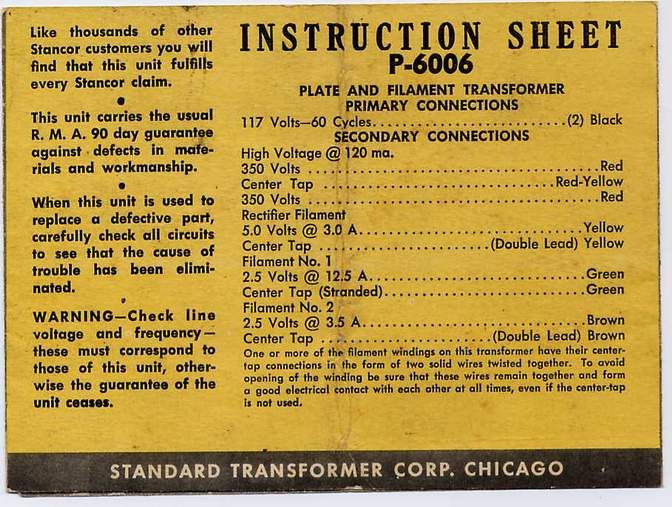 Like thousands of other
Stancor customers you will
find that this unit fulfills
every Stancor claim.
•
This unit carries the usual
R. M. A. 90 day guarantee
against defects in mate-
rials and workmanship.
•
When this unit is used to
replace a defective part,
carefully check all circuits
to see that the cause of
trouble has been elimi-
nated.
•
WARNING—Check line
voltage and frequency—
these must correspond to
those of this unit, other-
wise the guarantee of the
unit ceases.
INSTRUCTION SHEET
P-6006
PLATE AND FILAMENT TRANSFORMER
PRIMARY CONNECTIONS
117 Volts—60 Cycles..............................(2) Black
SECONDARY CONNECTIONS
High Voltage @ 120 ma.
350 Volts ..............................................Red
Center Tap .....................................Red-Yellow
350 Volts ..............................................Red
Rectifier Filament
5.0 Volts @ 3.0 A...................................Yellow
Center Tap ..........................(Double Lead) Yellow
Filament No. 1
2.5 Volts @ 12.5 A..................................Green
Center Tap (Stranded)...............................Green
Filament No. 2
2.5 Volts @ 3.5 A...................................Brown
Center Tap ..........................(Double Lead) Brown
One or more of the filament windings on this transformer have their center-
tap connections in the form of two solid wires twisted together. To avoid
opening of the winding be sure that these wires remain together and form
a good electrical contact with each other at all times, even if the center-tap
is not used.
STANDARD TRANSFORMER CORP. CHICAGO